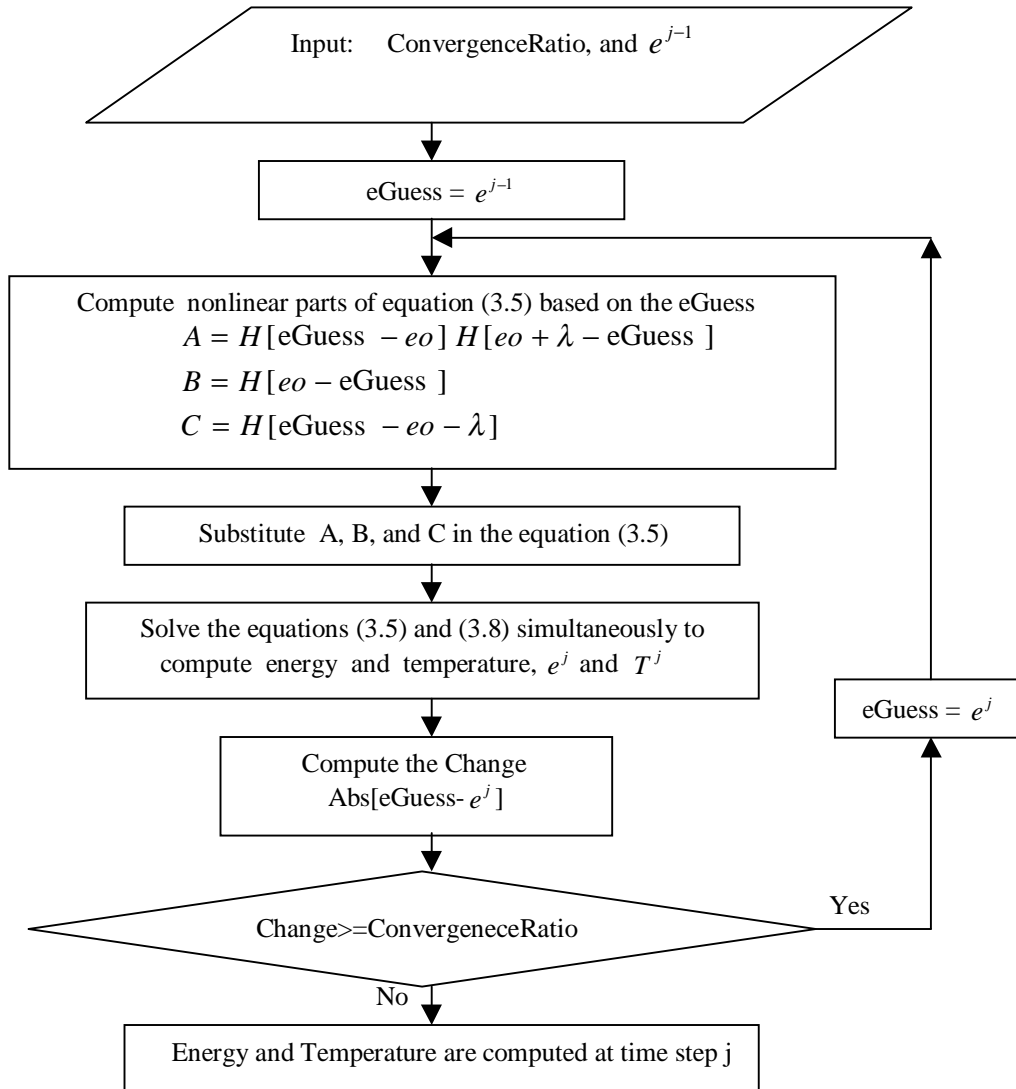 Input: ConvergenceRatio, and e^{j−1}
eGuess = e^{j−1}
Compute nonlinear parts of equation (3.5) based on the eGuess
A = H[eGuess − eo] H[eo + λ − eGuess ]
B = H[eo − eGuess ]
C = H[eGuess − eo − λ]
Substitute A, B, and C in the equation (3.5)
Solve the equations (3.5) and (3.8) simultaneously to
compute energy and temperature, e^j and T^j
eGuess = e^j
Compute the Change
Abs[eGuess- e^j]
Change>=ConvergeneceRatio
Yes
No
Energy and Temperature are computed at time step j